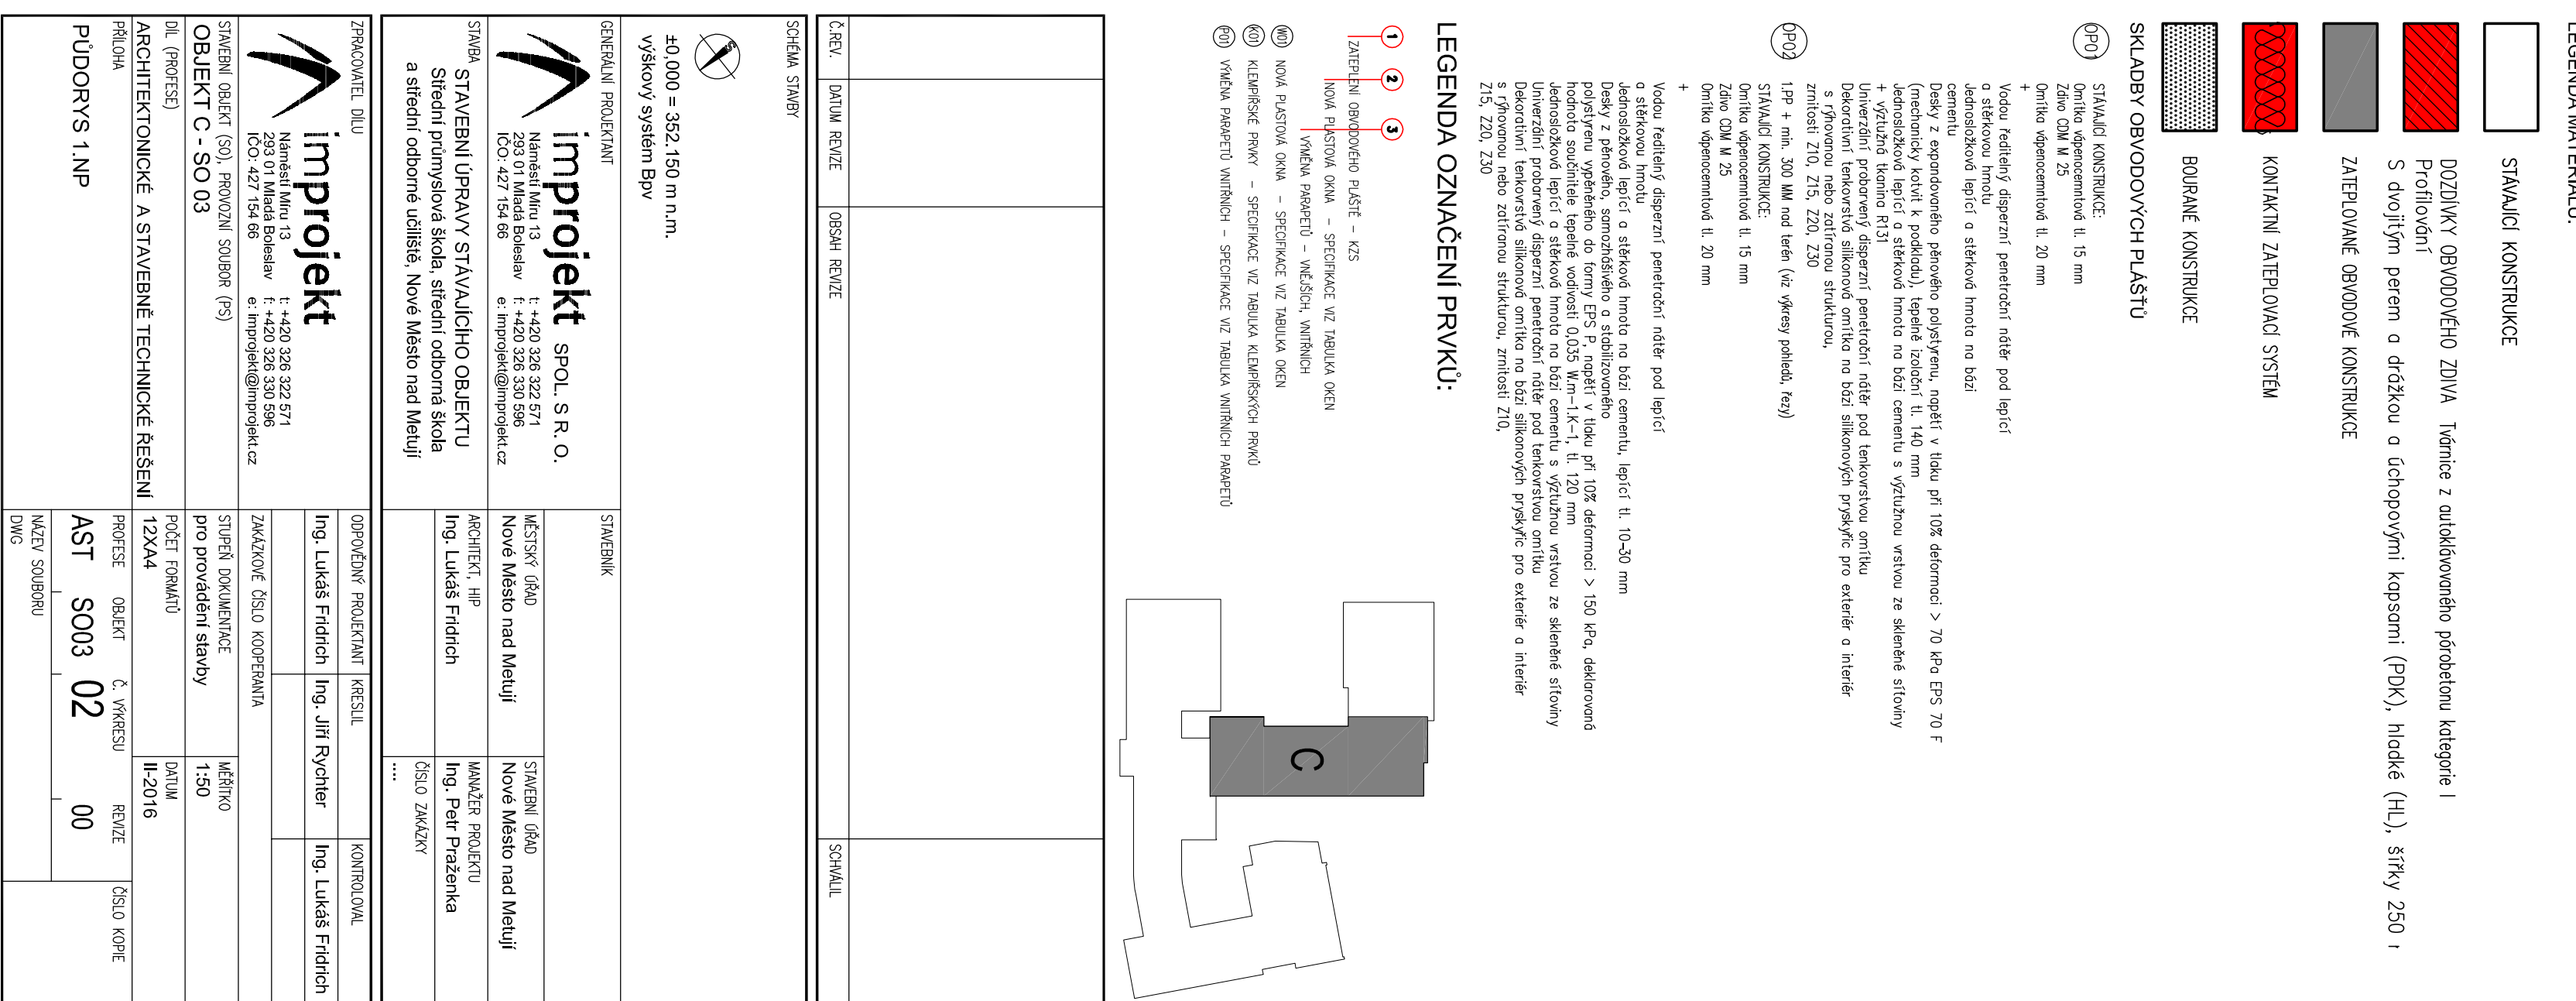 LEGENDA MATERIÁLŮ:
STÁVAJÍCÍ KONSTRUKCE
DOZDÍVKY OBVODOVÉHO ZDIVA Tvárnice z autoklávovaného pórobetonu kategorie I
Profilování
S dvojitým perem a drážkou a úchopovými kapsami (PDK), hladké (HL), šířky 250
ZATEPLOVANÉ OBVODOVÉ KONSTRUKCE
KONTAKTNÍ ZATEPLOVACÍ SYSTÉM
BOURANÉ KONSTRUKCE
SKLADBY OBVODOVÝCH PLÁŠŤŮ
OP01
STÁVAJÍCÍ KONSTRUKCE:
Omítka vápenocemntová tl. 15 mm
Zdivo CDM M 25
Omítka vápenocemntová tl. 20 mm
+
Vodou ředitelný disperzní penetrační nátěr pod lepící
a stěrkovou hmotu
Jednosložková lepící a stěrková hmota na bázi
cementu
Desky z expandovaného pěnového polystyrenu, napětí v tlaku při 10% deformaci > 70 kPa EPS 70 F
(mechanicky kotvit k podkladu), tepelně izolační tl. 140 mm
Jednosložková lepící a stěrková hmota na bázi cementu s výztužnou vrstvou ze skleněné síťoviny
+ výztužná tkanina R131
Univerzální probarvený disperzní penetrační nátěr pod tenkovrstvou omítku
Dekorativní tenkovrstvá silikonová omítka na bázi silikonových pryskyřic pro exteriér a interiér
s rýhovanou nebo zatíranou strukturou,
zrnitosti Z10, Z15, Z20, Z30
OP02
1.PP + min. 300 MM nad terén (viz výkresy pohledů, řezy)
STÁVAJÍCÍ KONSTRUKCE:
Omítka vápenocemntová tl. 15 mm
Zdivo CDM M 25
Omítka vápenocemntová tl. 20 mm
+
Vodou ředitelný disperzní penetrační nátěr pod lepící
a stěrkovou hmotu
Jednosložková lepící a stěrková hmota na bázi cementu, lepící tl. 10-30 mm
Desky z pěnového, samozhášivého a stabilizovaného
polystyrenu vypěněného do formy EPS P, napětí v tlaku při 10% deformaci > 150 kPa, deklarovaná
hodnota součinitele tepelné vodivosti 0,035 W.m-1.K-1, tl. 120 mm
Jednosložková lepící a stěrková hmota na bázi cementu s výztužnou vrstvou ze skleněné síťoviny
Univerzální probarvený disperzní penetrační nátěr pod tenkovrstvou omítku
Dekorativní tenkovrstvá silikonová omítka na bázi silikonových pryskyřic pro exteriér a interiér
s rýhovanou nebo zatíranou strukturou, zrnitosti Z10,
Z15, Z20, Z30
LEGENDA OZNAČENÍ PRVKŮ:
1 2 3
ZATEPLENÍ OBVODOVÉHO PLÁŠTĚ - KZS
NOVÁ PLASTOVÁ OKNA - SPECIFIKACE VIZ TABULKA OKEN
VÝMĚNA PARAPETŮ - VNĚJŠÍCH, VNITŘNÍCH
W01 NOVÁ PLASTOVÁ OKNA - SPECIFIKACE VIZ TABULKA OKEN
K01 KLEMPÍŘSKÉ PRVKY - SPECIFIKACE VIZ TABULKA KLEMPÍŘSKÝCH PRVKŮ
P01 VÝMĚNA PARAPETŮ VNITŘNÍCH - SPECIFIKACE VIZ TABULKA VNITŘNÍCH PARAPETŮ
C
Č.REV. DATUM REVIZE OBSAH REVIZE SCHVÁLIL
SCHÉMA STAVBY
S
±0,000 = 352.150 m n.m.
výškový systém Bpv
GENERÁLNÍ PROJEKTANT
improjekt SPOL. S R. O.
Náměstí Míru 13 t: +420 326 322 571
293 01 Mladá Boleslav f: +420 326 330 596
IČO: 427 154 66 e: improjekt@improjekt.cz
STAVEBNÍK
MĚSTSKÝ ÚŘAD
Nové Město nad Metují
STAVEBNÍ ÚŘAD
Nové Město nad Metují
STAVBA
STAVEBNÍ ÚPRAVY STÁVAJÍCÍHO OBJEKTU
Střední průmyslová škola, střední odborná škola
a střední odborné učiliště, Nové Město nad Metují
ARCHITEKT, HIP
Ing. Lukáš Fridrich
MANAŽER PROJEKTU
Ing. Petr Praženka
ČÍSLO ZAKÁZKY
....
ZPRACOVATEL DÍLU
improjekt
Náměstí Míru 13 t: +420 326 322 571
293 01 Mladá Boleslav f: +420 326 330 596
IČO: 427 154 66 e: improjekt@improjekt.cz
ODPOVĚDNÝ PROJEKTANT KRESLIL KONTROLOVAL
Ing. Lukáš Fridrich Ing. Jiří Rychter Ing. Lukáš Fridrich
ZAKÁZKOVÉ ČÍSLO KOOPERANTA
STAVEBNÍ OBJEKT (SO), PROVOZNÍ SOUBOR (PS)
OBJEKT C - SO 03
STUPEŇ DOKUMENTACE
pro provádění stavby
MĚŘÍTKO
1:50
DÍL (PROFESE)
ARCHITEKTONICKÉ A STAVEBNĚ TECHNICKÉ ŘEŠENÍ
POČET FORMÁTŮ
12XA4
DATUM
II-2016
PŘÍLOHA
PŮDORYS 1.NP
PROFESE OBJEKT Č. VÝKRESU REVIZE ČÍSLO KOPIE
AST SO03 02 00
NÁZEV SOUBORU
DWG